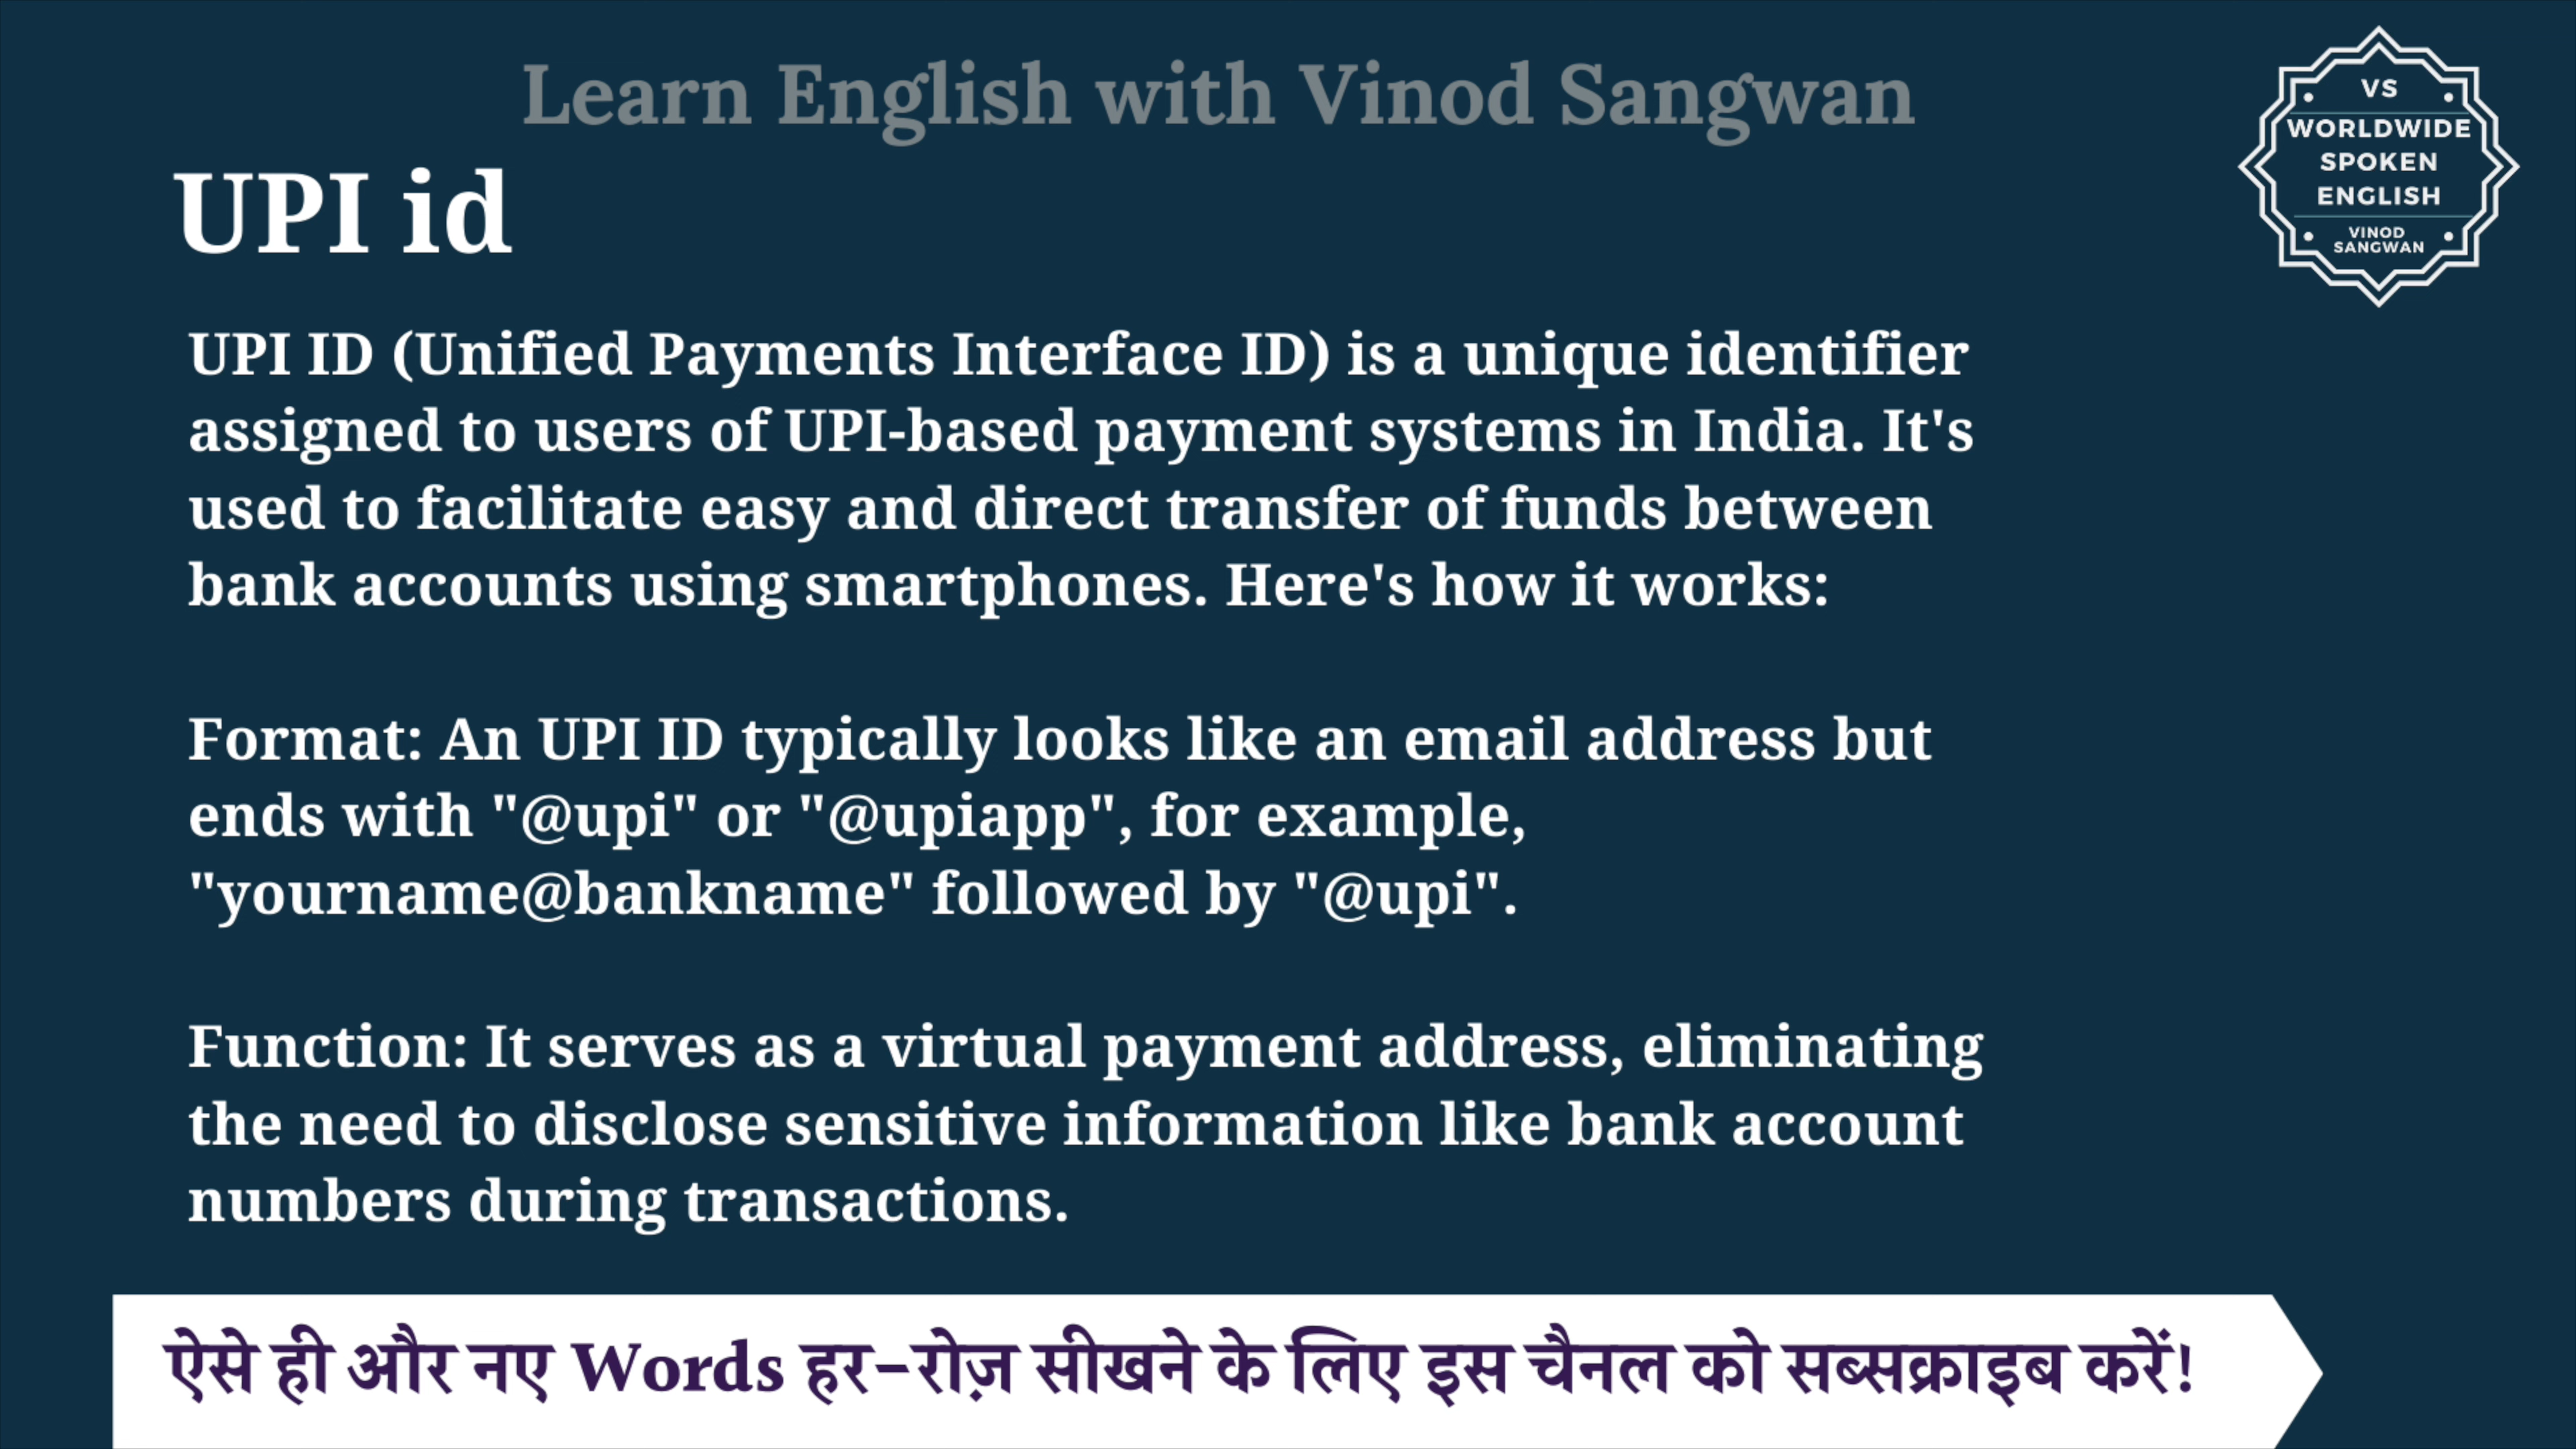 Learn English with Vinod Sangwan
VS
WORLDWIDE
SPOKEN
ENGLISH
VINOD
SANGWAN
UPI id
UPI ID (Unified Payments Interface ID) is a unique identifier
assigned to users of UPI-based payment systems in India. It's
used to facilitate easy and direct transfer of funds between
bank accounts using smartphones. Here's how it works:
Format: An UPI ID typically looks like an email address but
ends with "@upi" or "@upiapp", for example,
"yourname@bankname" followed by "@upi".
Function: It serves as a virtual payment address, eliminating
the need to disclose sensitive information like bank account
numbers during transactions.
ऐसे ही और नए Words हर-रोज़ सीखने के लिए इस चैनल को सब्सक्राइब करें!